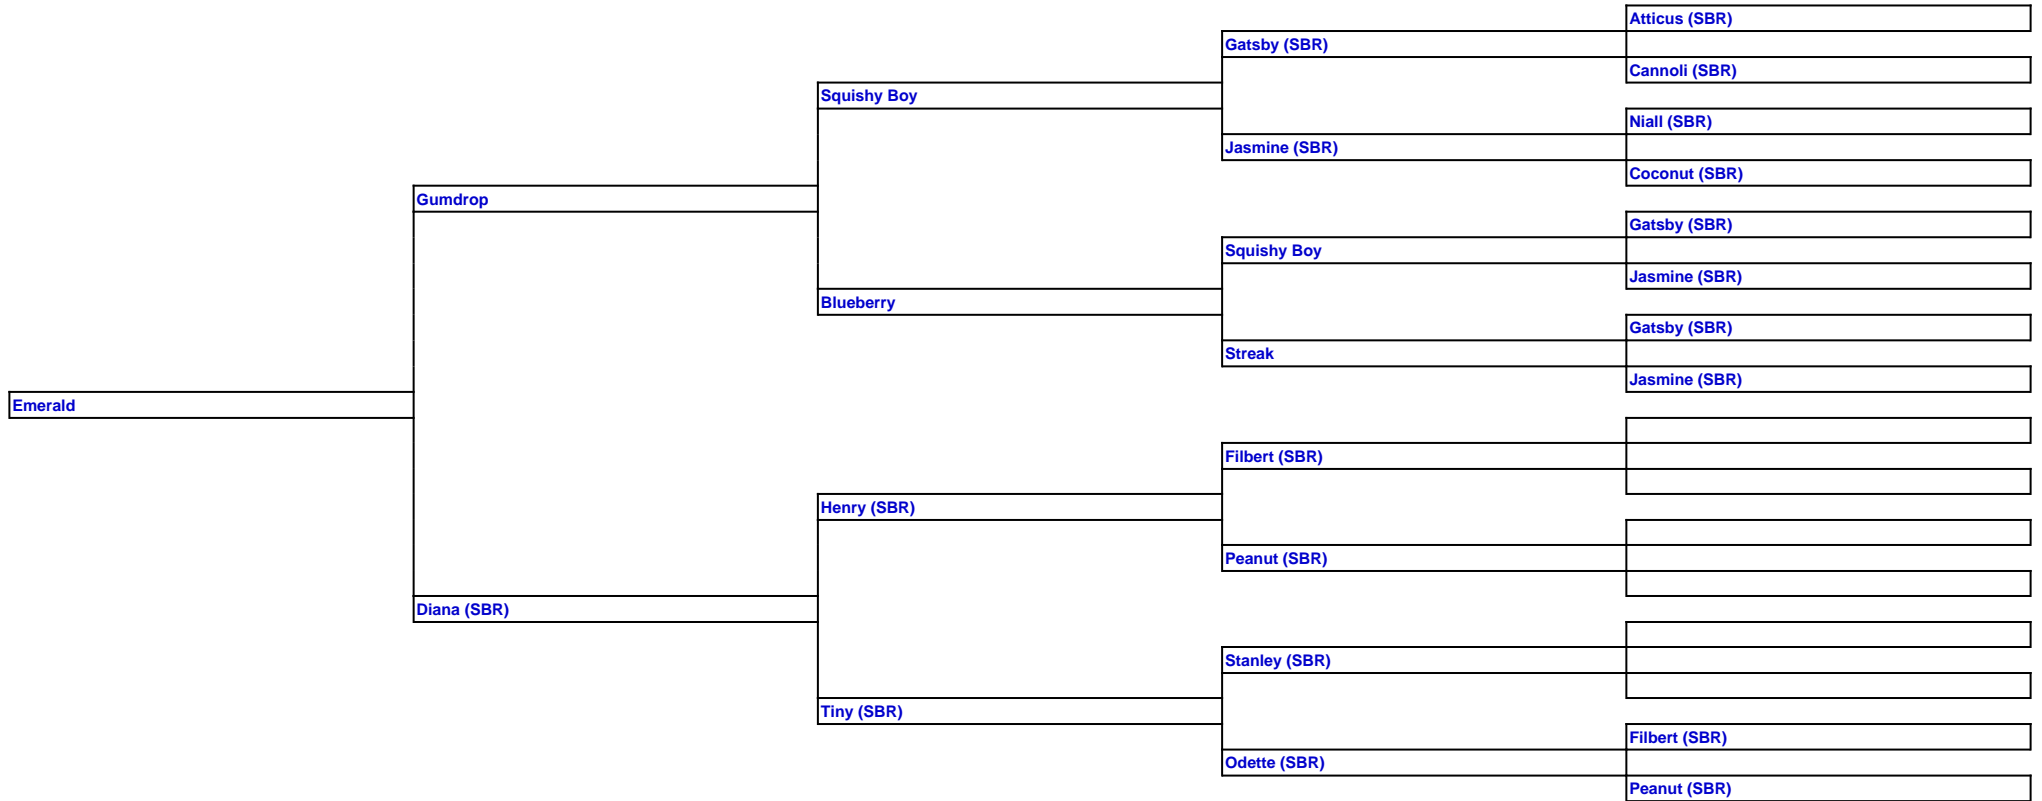 Atticus (SBR)
Gatsby (SBR)
Cannoli (SBR)
Squishy Boy
Niall (SBR)
Jasmine (SBR)
Coconut (SBR)
Gumdrop
Gatsby (SBR)
Squishy Boy
Jasmine (SBR)
Blueberry
Gatsby (SBR)
Streak
Jasmine (SBR)
Emerald
Filbert (SBR)
Henry (SBR)
Peanut (SBR)
Diana (SBR)
Stanley (SBR)
Tiny (SBR)
Filbert (SBR)
Odette (SBR)
Peanut (SBR)